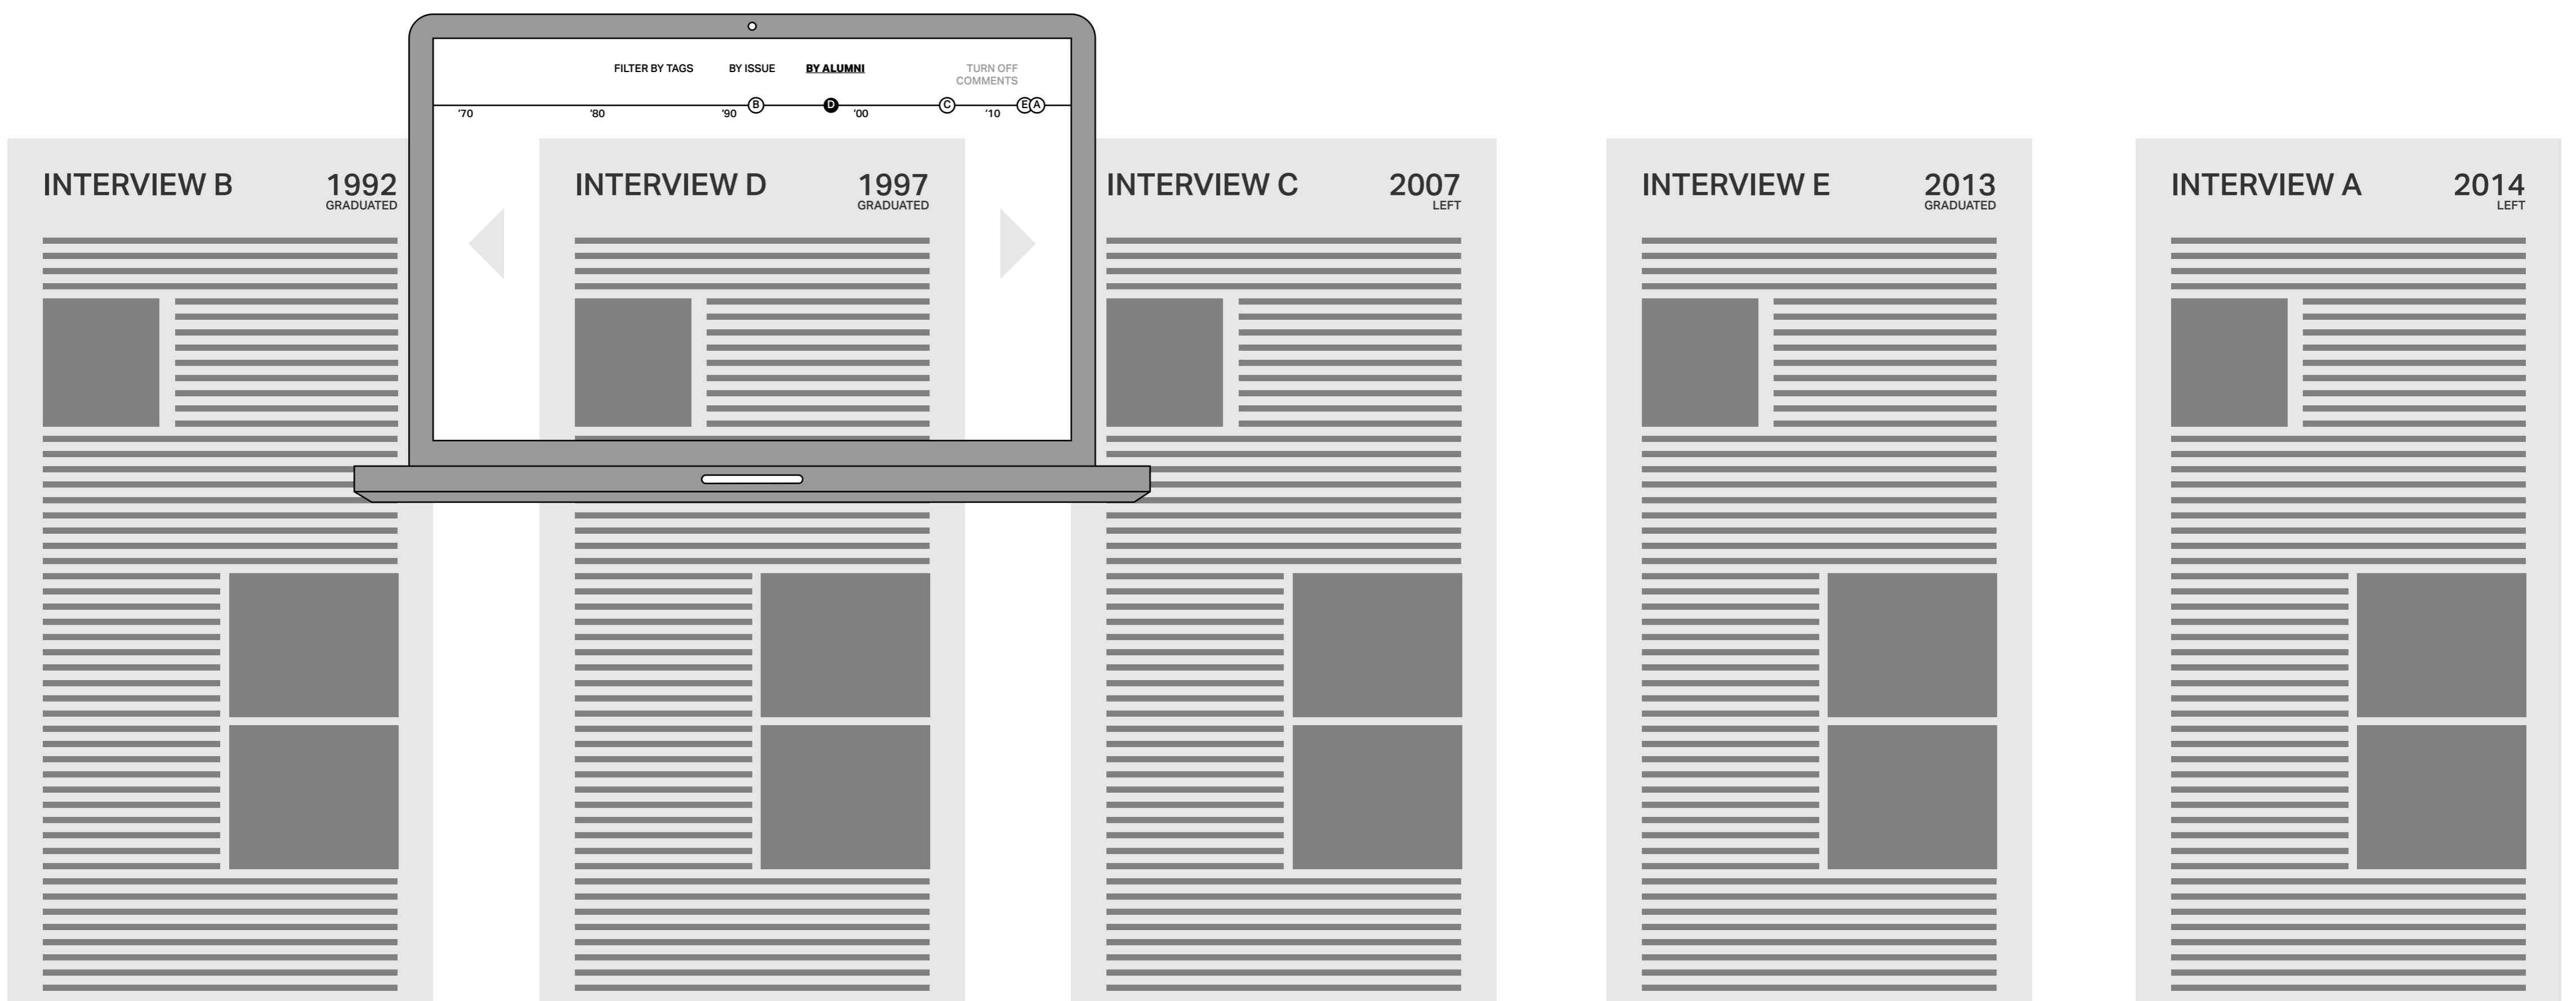 FILTER BY TAGS BY ISSUE BY ALUMNI TURN OFF
COMMENTS
B D C E A
‘70 ‘80 ‘90 ‘00 ‘10
INTERVIEW B 1992
GRADUATED
INTERVIEW D 1997
GRADUATED
INTERVIEW C 2007
LEFT
INTERVIEW E 2013
GRADUATED
INTERVIEW A 2014
LEFT